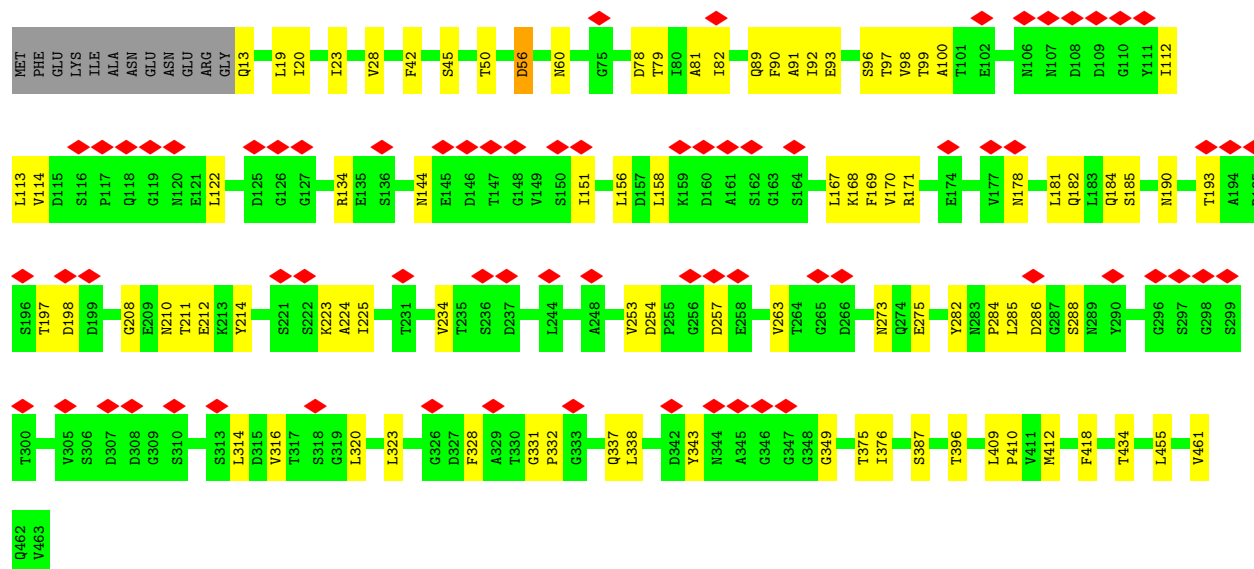 MET PHE GLU LYS ILE ALA ASN GLU ASN GLU ARG GLY Q13 L19 I20 I23 V28 F42 S45 T50 D56 N60 G75 D78 T79 I80 A81 I82 Q89 F90 A91 I92 E93 S96 T97 V98 T99 A100 T101 E102 N106 N107 D108 D109 G110 Y111 I112
L113 V114 D115 S116 P117 Q118 G119 N120 E121 L122 D125 G126 G127 R134 E135 S136 N144 E145 D146 T147 G148 V149 S150 I151 L156 D157 L158 K159 D160 A161 S162 G163 S164 L167 K168 F169 V170 R171 E174 V177 N178 L181 Q182 L183 Q184 S185 N190 T193 A194
S196 T197 D198 D199 G208 E209 N210 T211 E212 K213 Y214 S221 S222 K223 A224 I225 T231 V234 T235 S236 D237 L244 A248 V253 D254 P255 G256 D257 E258 V263 T264 G265 D266 N273 Q274 E275 Y282 N283 P284 L285 D286 G287 S288 N289 Y290 G296 S297 G298 S299
T300 V305 S306 D307 D308 G309 S310 S313 L314 D315 V316 T317 S318 G319 L320 L323 G326 D327 F328 A329 T330 G331 P332 G333 Q337 L338 D342 Y343 N344 A345 G346 G347 G348 G349 T375 I376 S387 T396 L409 P410 V411 M412 F418 T434 L455 V461
Q462 V463